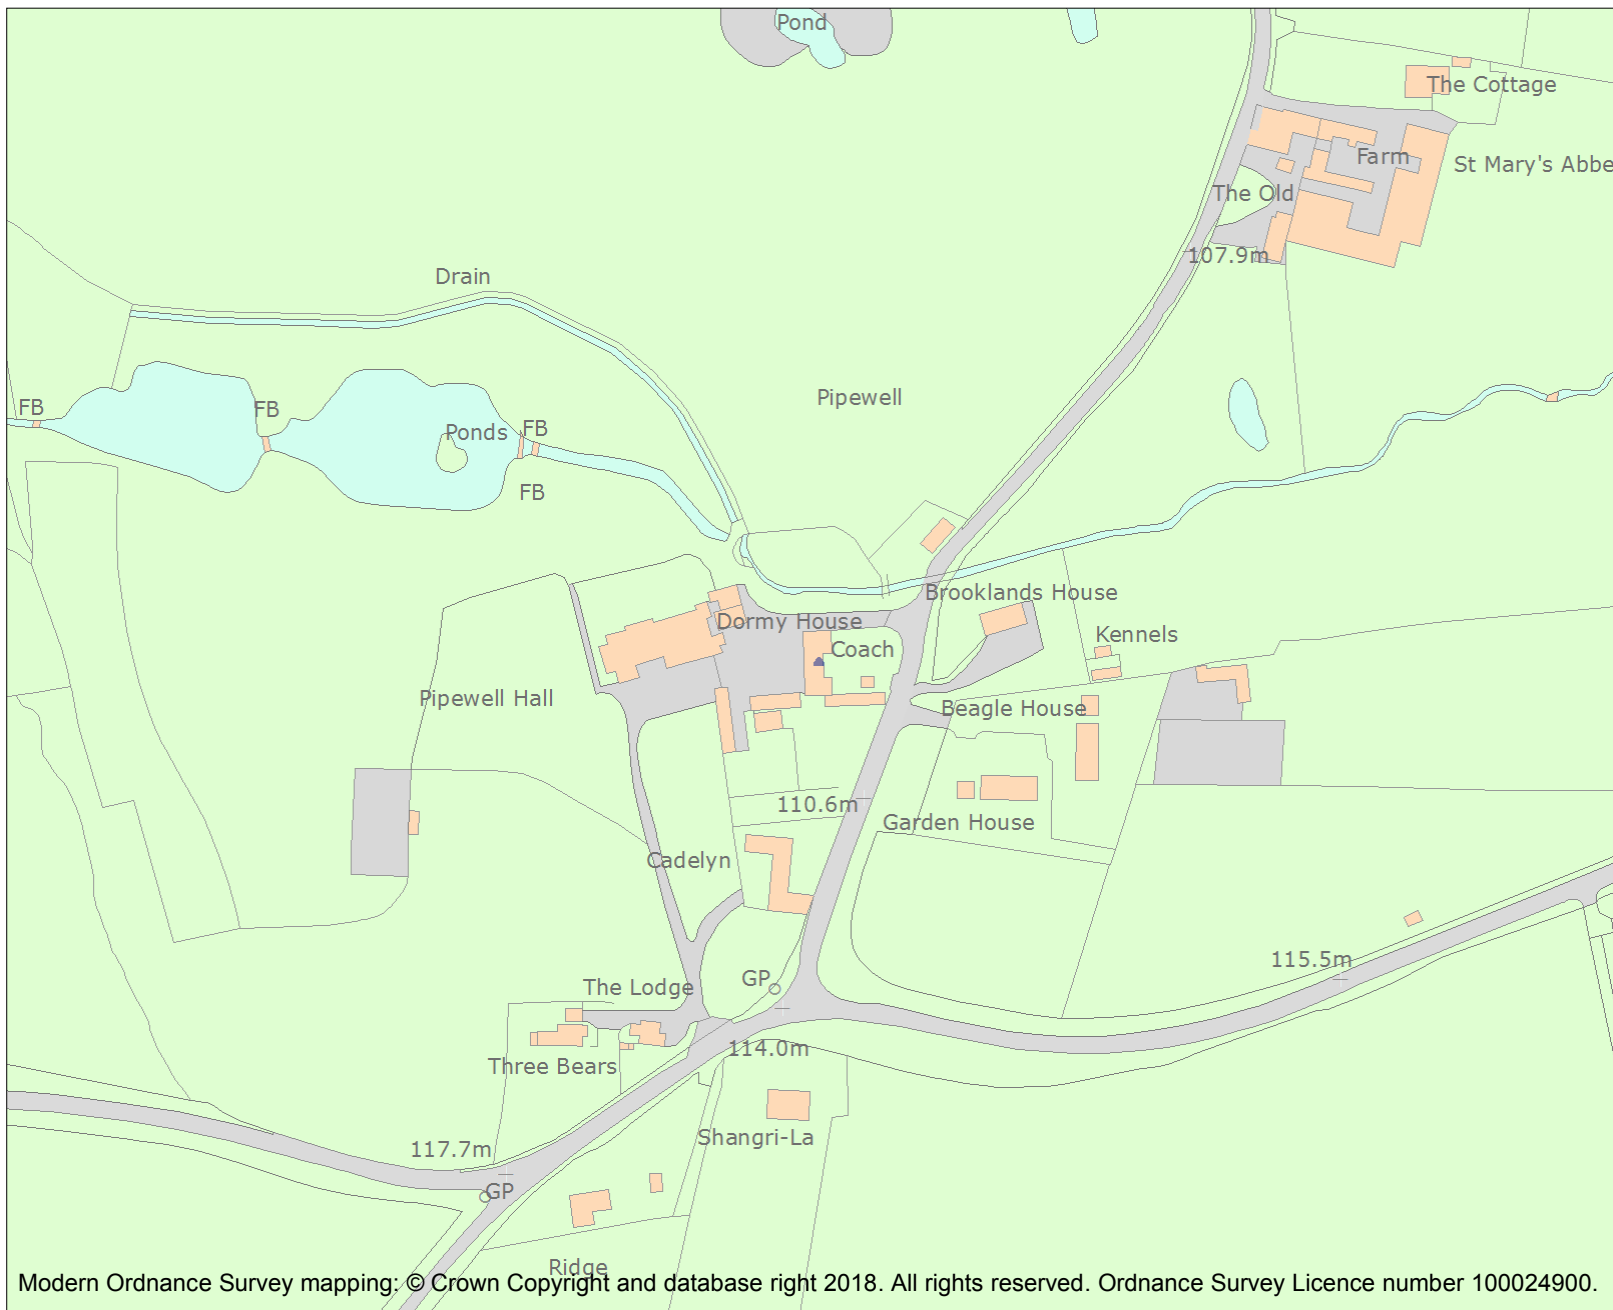 Pond
The Cottage
Farm
St Mary's Abbe
The Old
107.9m
Drain
Pipewell
FB
FB
Ponds
FB
FB
Brooklands House
Dormy House
Kennels
Coach
Pipewell Hall
Beagle House
110.6m
Garden House
Cadelyn
115.5m
GP
The Lodge
114.0m
Three Bears
Shangri-La
117.7m
GP
Ridge
Modern Ordnance Survey mapping: © Crown Copyright and database right 2018. All rights reserved. Ordnance Survey Licence number 100024900.